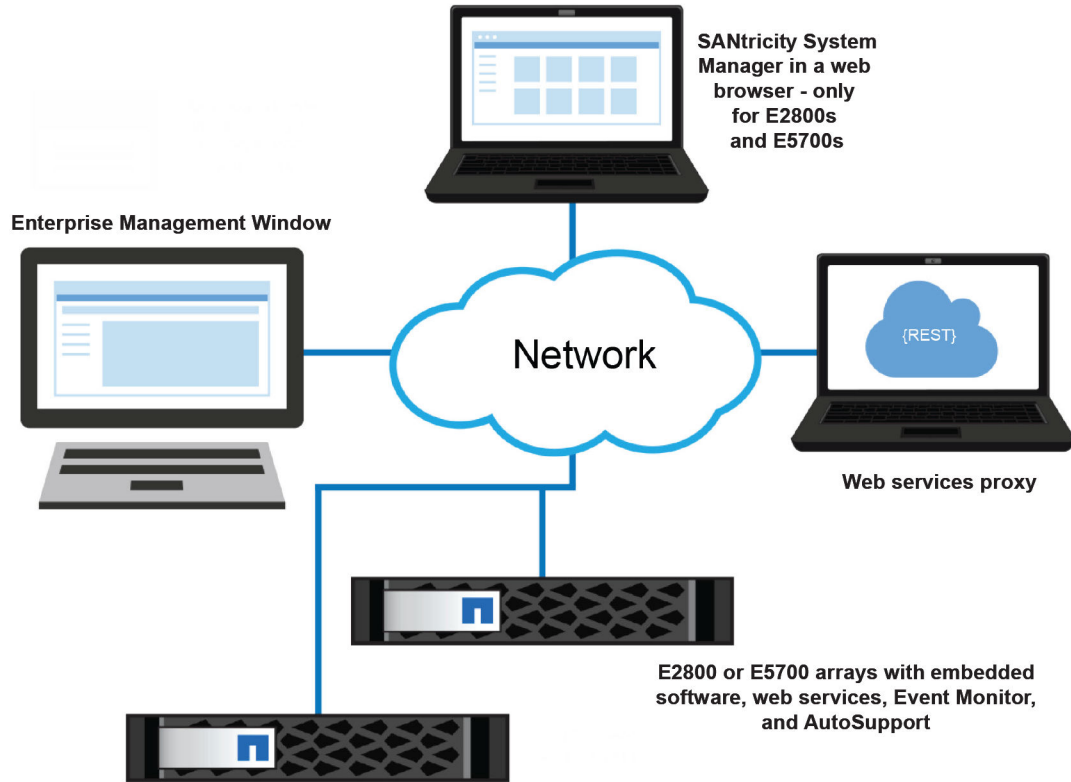 SANtricity System
Manager in a web
browser - only
for E2800s
and E5700s
Enterprise Management Window
Network
{REST}
Web services proxy
E2800 or E5700 arrays with embedded
software, web services, Event Monitor,
and AutoSupport